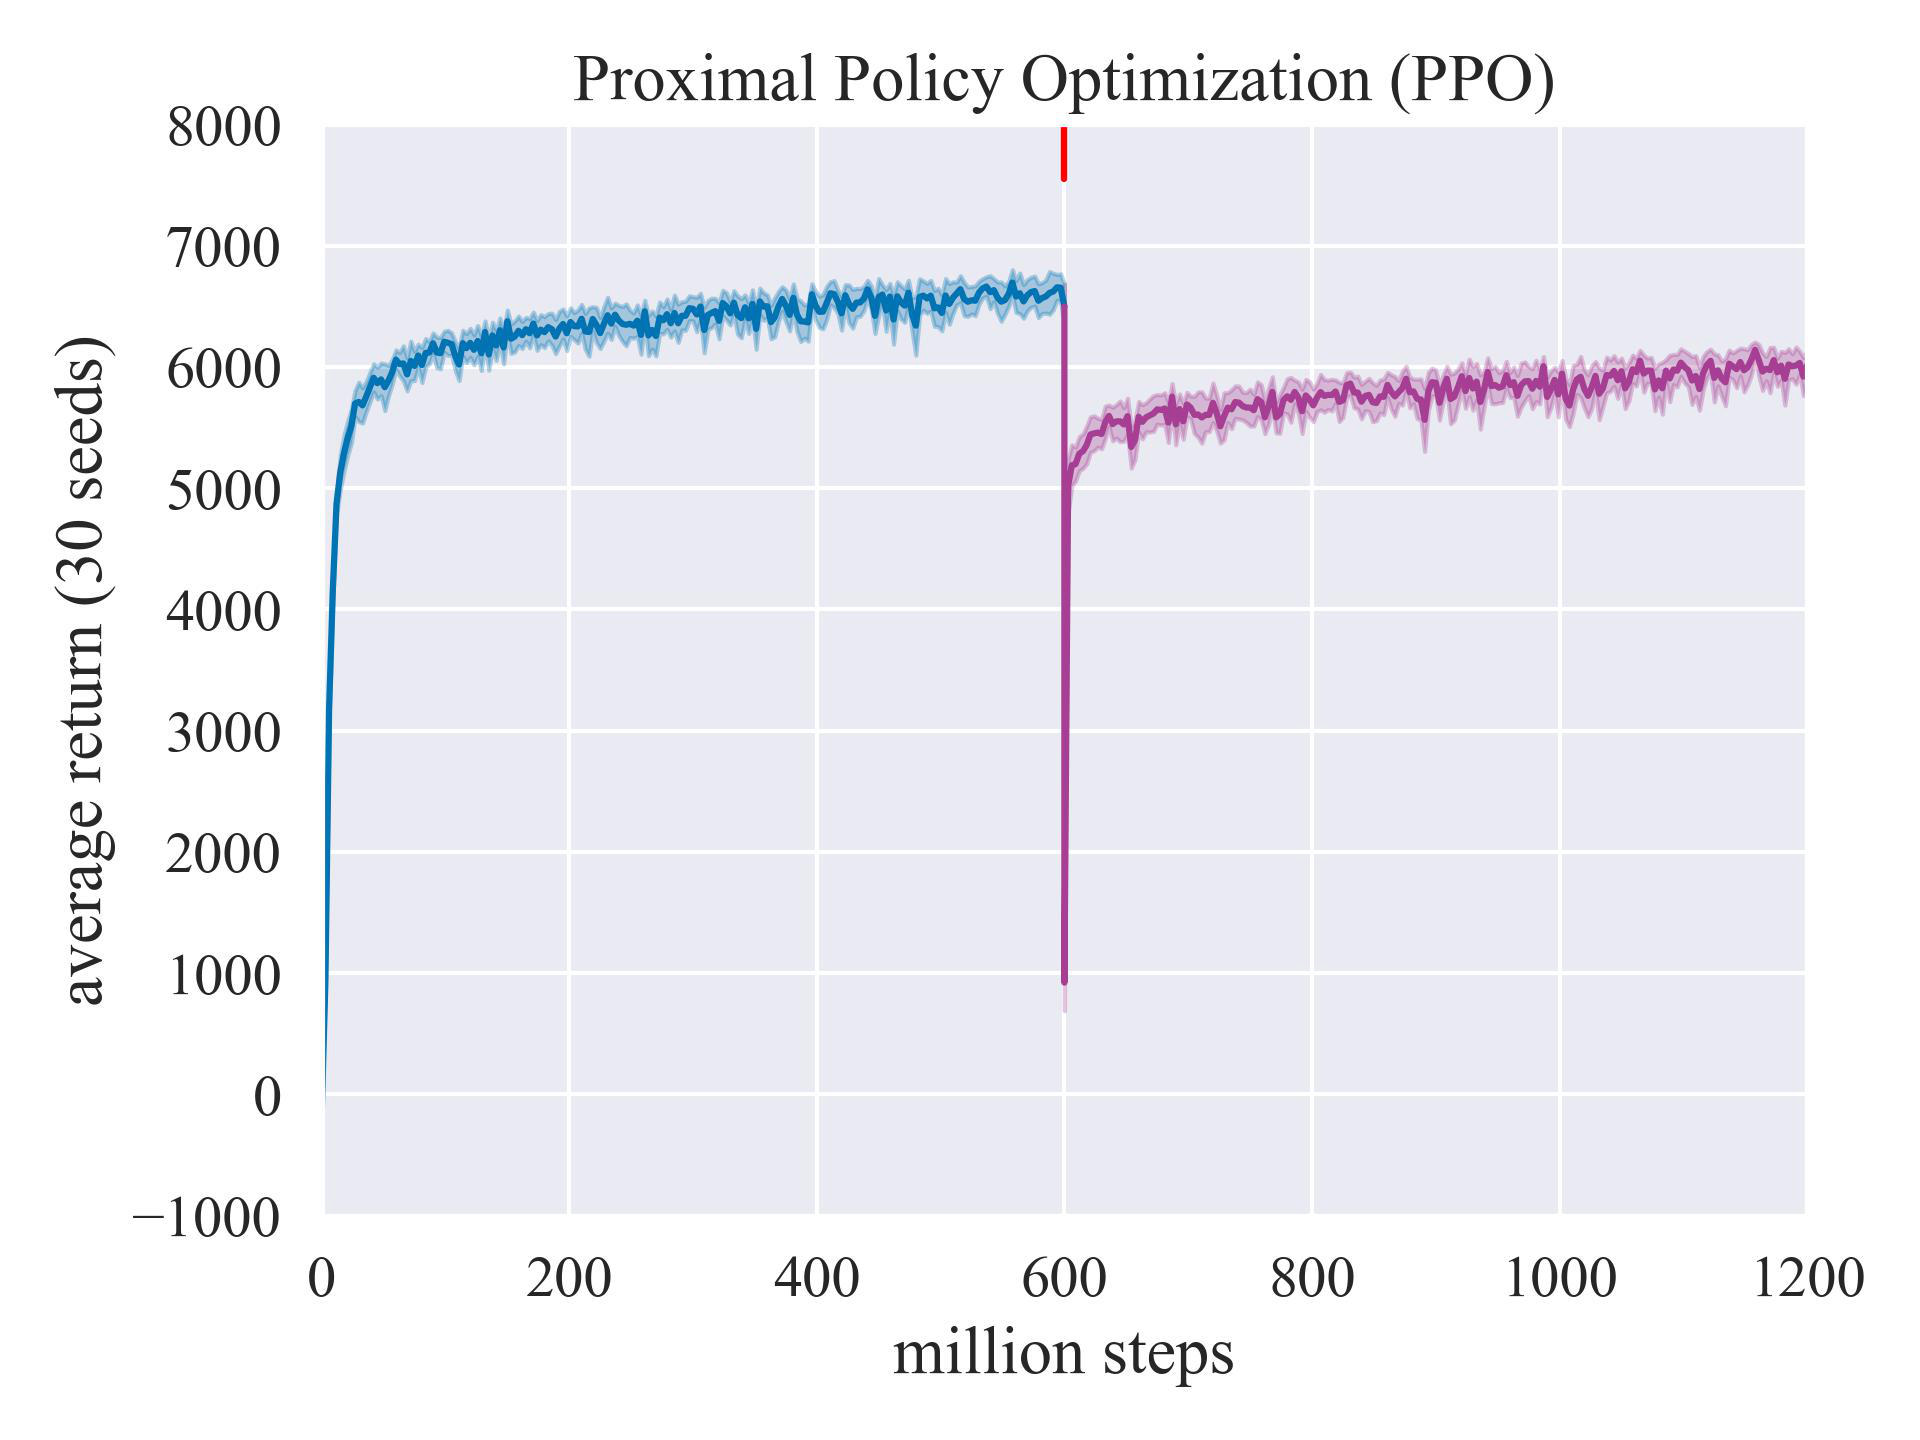 Proximal Policy Optimization (PPO)
8000
7000
6000
5000
4000
3000
2000
1000
0
−1000
average return (30 seeds)
0 200 400 600 800 1000 1200
million steps